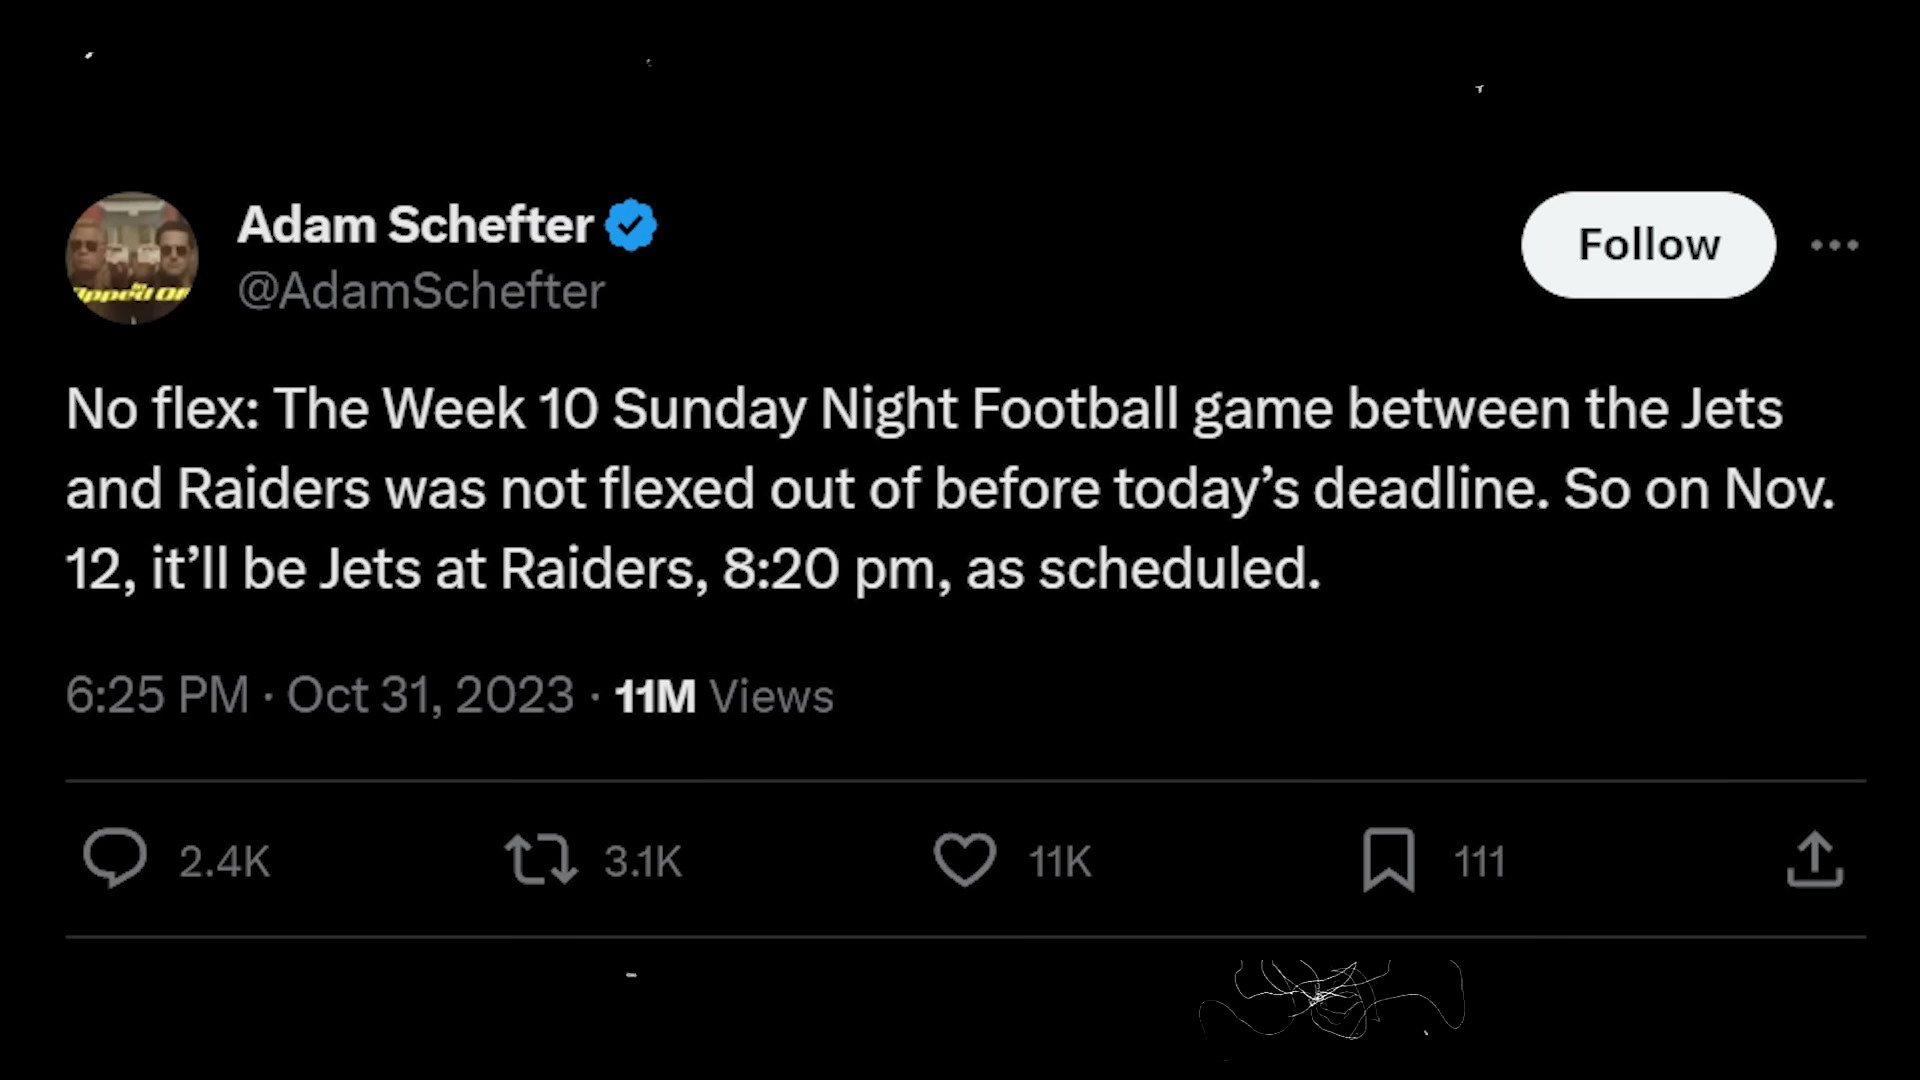 Adam Schefter
@AdamSchefter
Follow
No flex: The Week 10 Sunday Night Football game between the Jets
and Raiders was not flexed out of before today’s deadline. So on Nov.
12, it’ll be Jets at Raiders, 8:20 pm, as scheduled.
6:25 PM · Oct 31, 2023 · 11M Views
2.4K 3.1K 11K 111